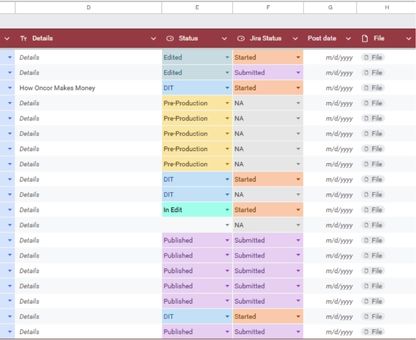 D E F G H
Details Status Jira Status Post date File
Details Edited Started m/d/yyyy File
Details Edited Submitted m/d/yyyy File
How Oncor Makes Money DIT Started m/d/yyyy File
Details Pre-Production NA m/d/yyyy File
Details Pre-Production NA m/d/yyyy File
Details Pre-Production NA m/d/yyyy File
Details Pre-Production NA m/d/yyyy File
Details Pre-Production NA m/d/yyyy File
Details DIT Started m/d/yyyy File
Details DIT NA m/d/yyyy File
Details In Edit Started m/d/yyyy File
Details NA m/d/yyyy File
Details Published Submitted m/d/yyyy File
Details Published Submitted m/d/yyyy File
Details Published Submitted m/d/yyyy File
Details Published Submitted m/d/yyyy File
Details Published Submitted m/d/yyyy File
Details DIT Started m/d/yyyy File
Details Published Submitted m/d/yyyy File